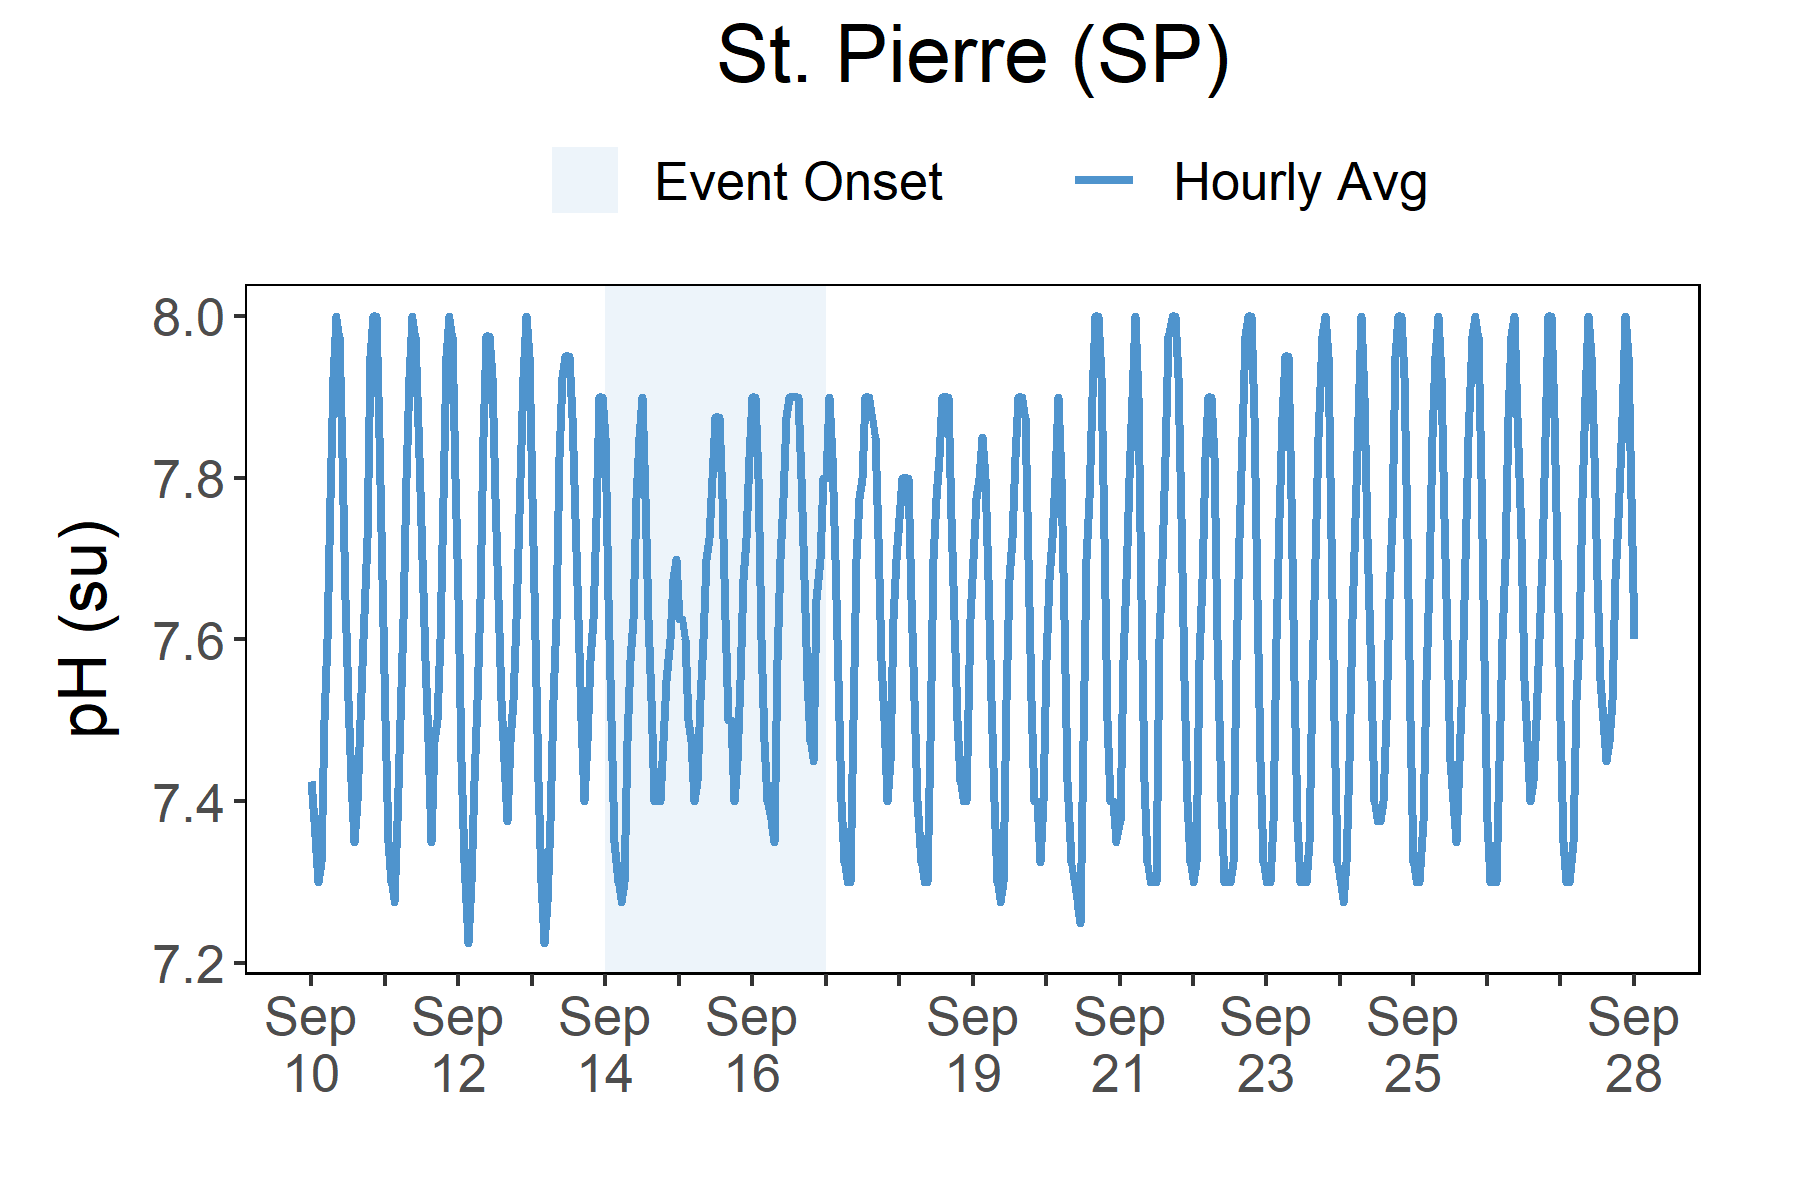 St. Pierre (SP)
Event Onset Hourly Avg
pH (su)
8.0
7.8
7.6
7.4
7.2
Sep Sep Sep Sep Sep Sep Sep Sep Sep
10 12 14 16 19 21 23 25 28